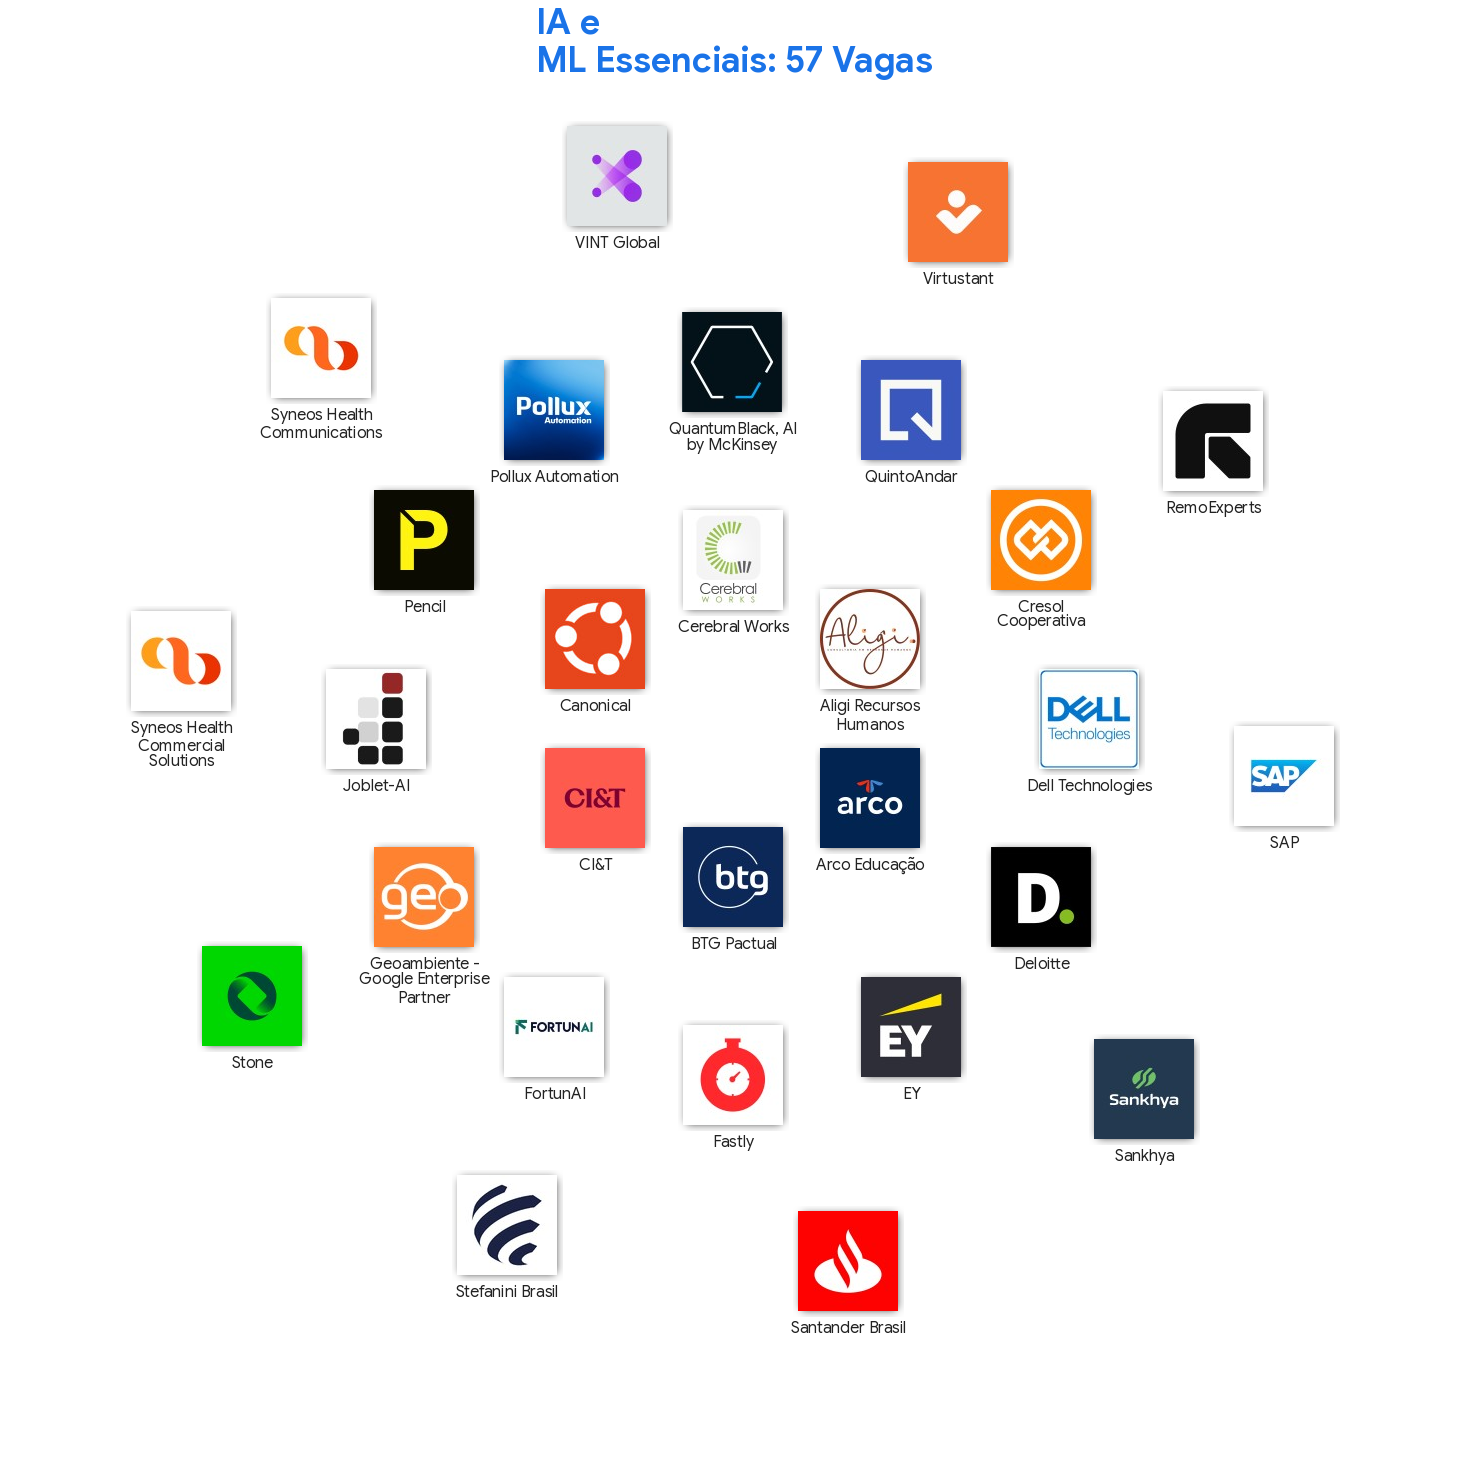 IA e
ML Essenciais: 57 Vagas
VINT Global
Virtustant
Syneos Health
Communications
Pollux
Automation
Pollux Automation
QuantumBlack, AI
by McKinsey
QuintoAndar
RemoExperts
P
Pencil
Cerebral
WORKS
Cerebral Works
Cresol
Cooperativa
Syneos Health
Commercial
Solutions
Joblet-AI
Canonical
Aligi.
Aligi Recursos
Humanos
DELL
Technologies
Dell Technologies
SAP
SAP
CI&T
CI&T
arco
Arco Educação
geo
Geoambiente -
Google Enterprise
Partner
btg
BTG Pactual
D.
Deloitte
Stone
FORTUNAI
FortunAI
Fastly
EY
EY
Sankhya
Sankhya
Stefanini Brasil
Santander Brasil